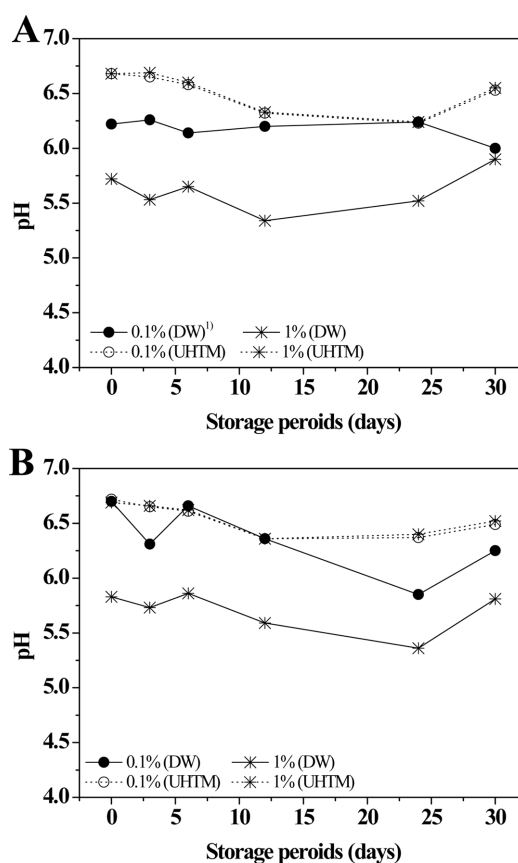 A
7.0
6.5
6.0
5.5
5.0
4.5
4.0
pH
0.1% (DW)1) 1% (DW)
0.1% (UHTM) 1% (UHTM)
0 5 10 15 20 25 30
Storage peroids (days)
B
7.0
6.5
6.0
5.5
5.0
4.5
4.0
pH
0.1% (DW) 1% (DW)
0.1% (UHTM) 1% (UHTM)
0 5 10 15 20 25 30
Storage peroids (days)